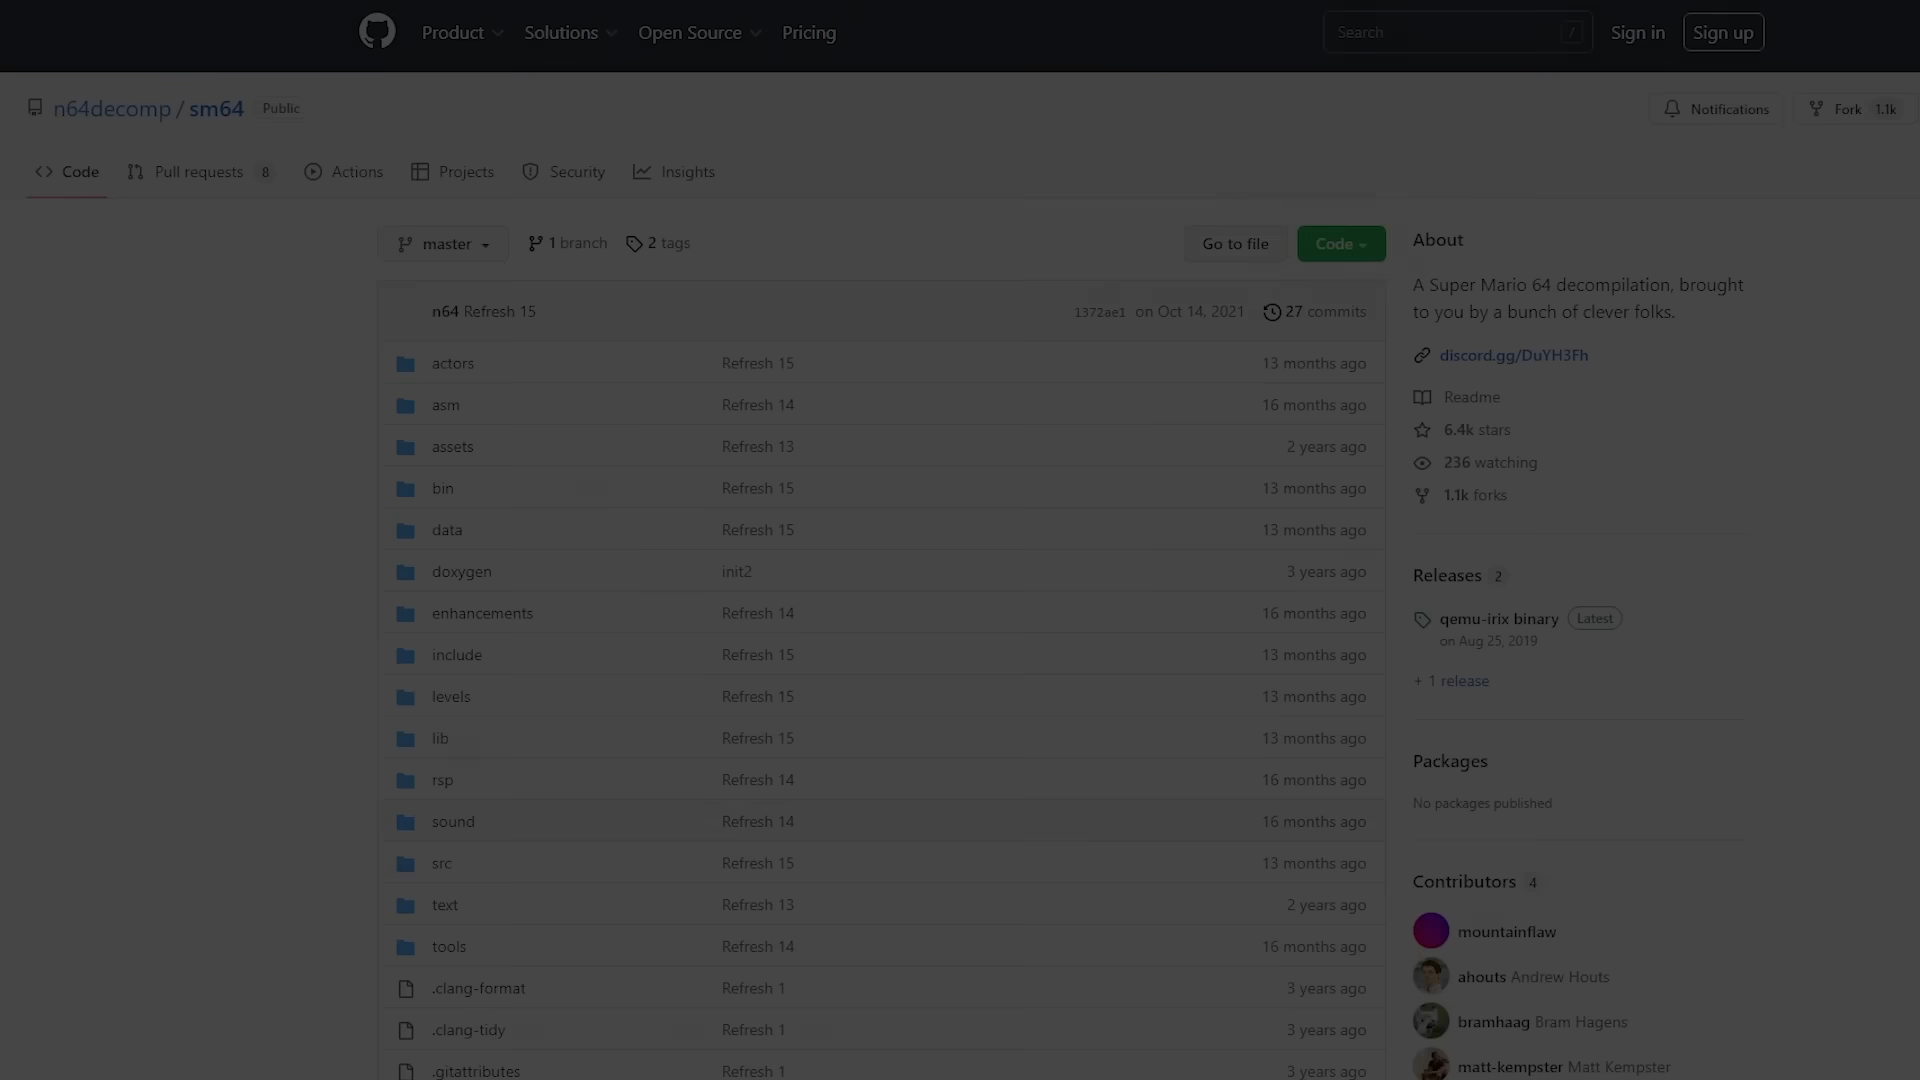 Product Solutions Open Source Pricing Search / Sign in Sign up
n64decomp / sm64 Public Notifications Fork 1.1k
Code Pull requests 8 Actions Projects Security Insights
master 1 branch 2 tags Go to file Code
n64 Refresh 15 1372ae1 on Oct 14, 2021 27 commits
actors Refresh 15 13 months ago
asm Refresh 14 16 months ago
assets Refresh 13 2 years ago
bin Refresh 15 13 months ago
data Refresh 15 13 months ago
doxygen init2 3 years ago
enhancements Refresh 14 16 months ago
include Refresh 15 13 months ago
levels Refresh 15 13 months ago
lib Refresh 15 13 months ago
rsp Refresh 14 16 months ago
sound Refresh 14 16 months ago
src Refresh 15 13 months ago
text Refresh 13 2 years ago
tools Refresh 14 16 months ago
.clang-format Refresh 1 3 years ago
.clang-tidy Refresh 1 3 years ago
.gitattributes Refresh 1 3 years ago
About
A Super Mario 64 decompilation, brought
to you by a bunch of clever folks.
discord.gg/DuYH3Fh
Readme
6.4k stars
236 watching
1.1k forks
Releases 2
qemu-irix binary Latest
on Aug 25, 2019
+ 1 release
Packages
No packages published
Contributors 4
mountainflaw
ahouts Andrew Houts
bramhaag Bram Hagens
matt-kempster Matt Kempster